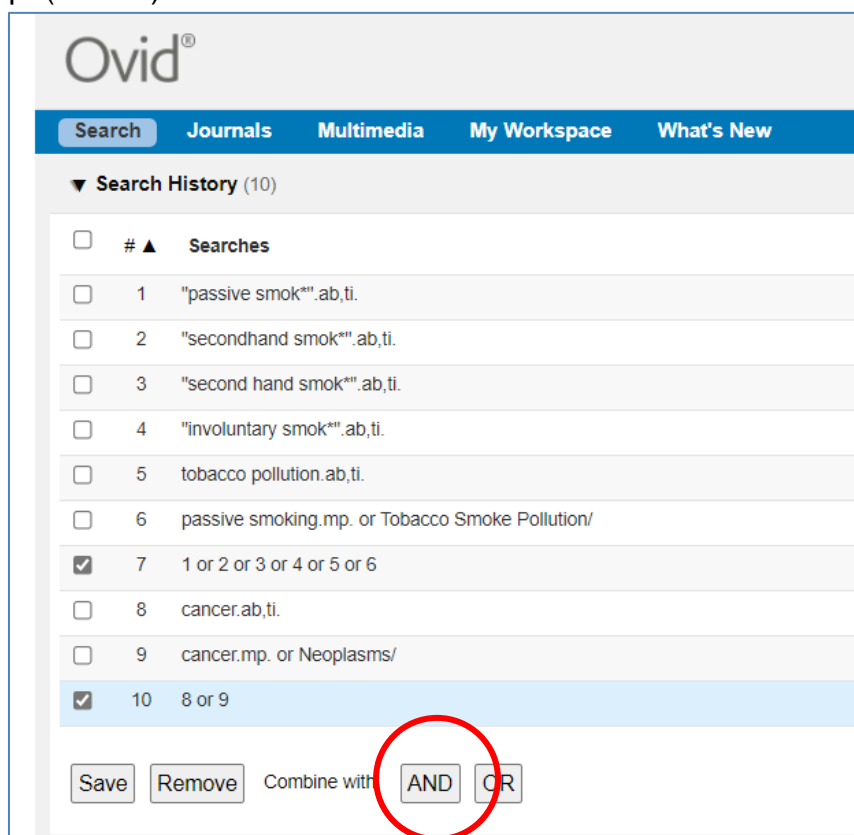 Ovid®
Search Journals Multimedia My Workspace What's New
▼ Search History (10)
# ▲ Searches
1 "passive smok*".ab,ti.
2 "secondhand smok*".ab,ti.
3 "second hand smok*".ab,ti.
4 "involuntary smok*".ab,ti.
5 tobacco pollution.ab,ti.
6 passive smoking.mp. or Tobacco Smoke Pollution/
7 1 or 2 or 3 or 4 or 5 or 6
8 cancer.ab,ti.
9 cancer.mp. or Neoplasms/
10 8 or 9
Save Remove Combine with AND OR